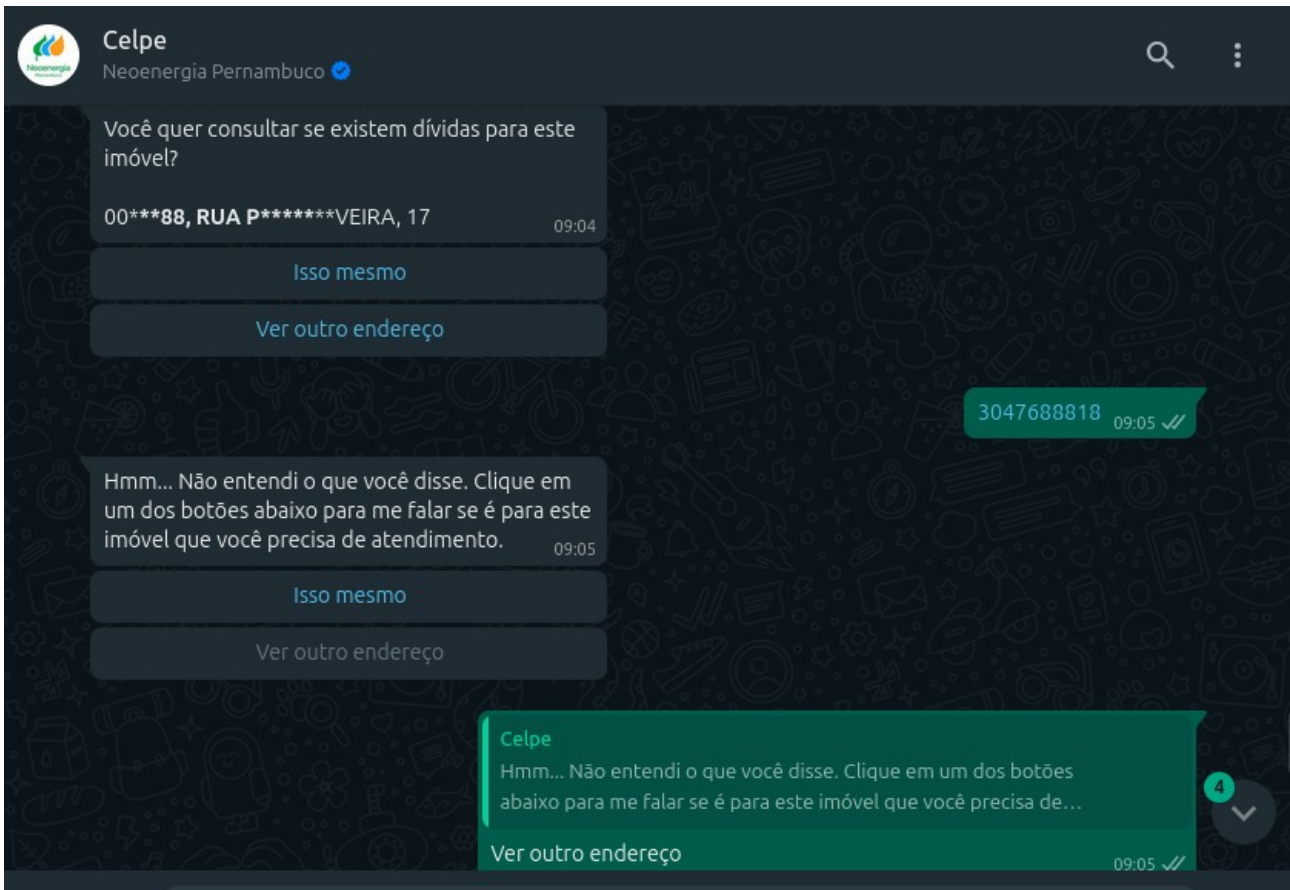 Celpe
Neoenergia Pernambuco
Neoenergia
Você quer consultar se existem dívidas para este
imóvel?
00***88, RUA P*******VEIRA, 17
09:04
Isso mesmo
Ver outro endereço
3047688818
09:05
Hmm... Não entendi o que você disse. Clique em
um dos botões abaixo para me falar se é para este
imóvel que você precisa de atendimento.
09:05
Isso mesmo
Ver outro endereço
Celpe
Hmm... Não entendi o que você disse. Clique em um dos botões
abaixo para me falar se é para este imóvel que você precisa de…
4
Ver outro endereço
09:05